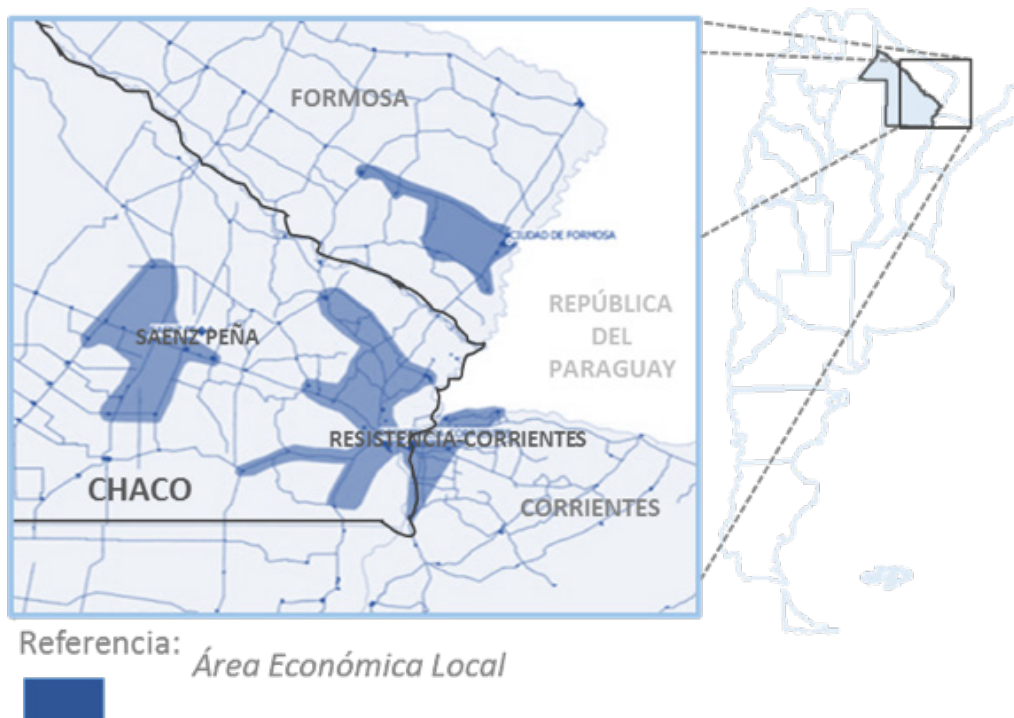 FORMOSA
CIUDAD DE FORMOSA
REPÚBLICA
DEL
PARAGUAY
SAENZ PEÑA
RESISTENCIA-CORRIENTES
CHACO
CORRIENTES
Referencia:
Área Económica Local